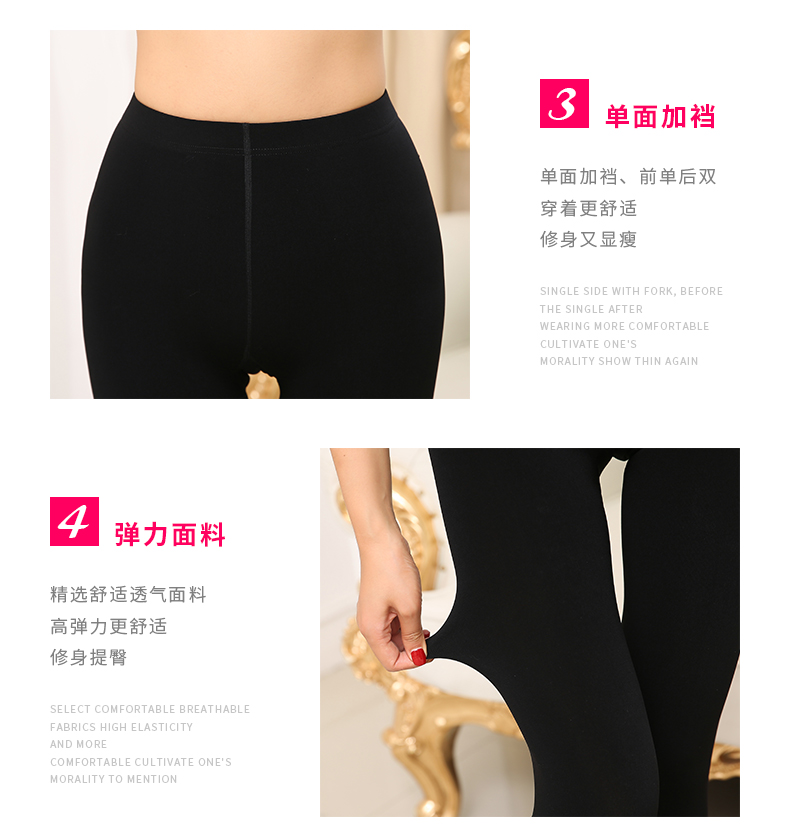 3 单面加裆
单面加裆、前单后双
穿着更舒适
修身又显瘦
SINGLE SIDE WITH FORK, BEFORE
THE SINGLE AFTER
WEARING MORE COMFORTABLE
CULTIVATE ONE'S
MORALITY SHOW THIN AGAIN
4 弹力面料
精选舒适透气面料
高弹力更舒适
修身提臀
SELECT COMFORTABLE BREATHABLE
FABRICS HIGH ELASTICITY
AND MORE
COMFORTABLE CULTIVATE ONE'S
MORALITY TO MENTION